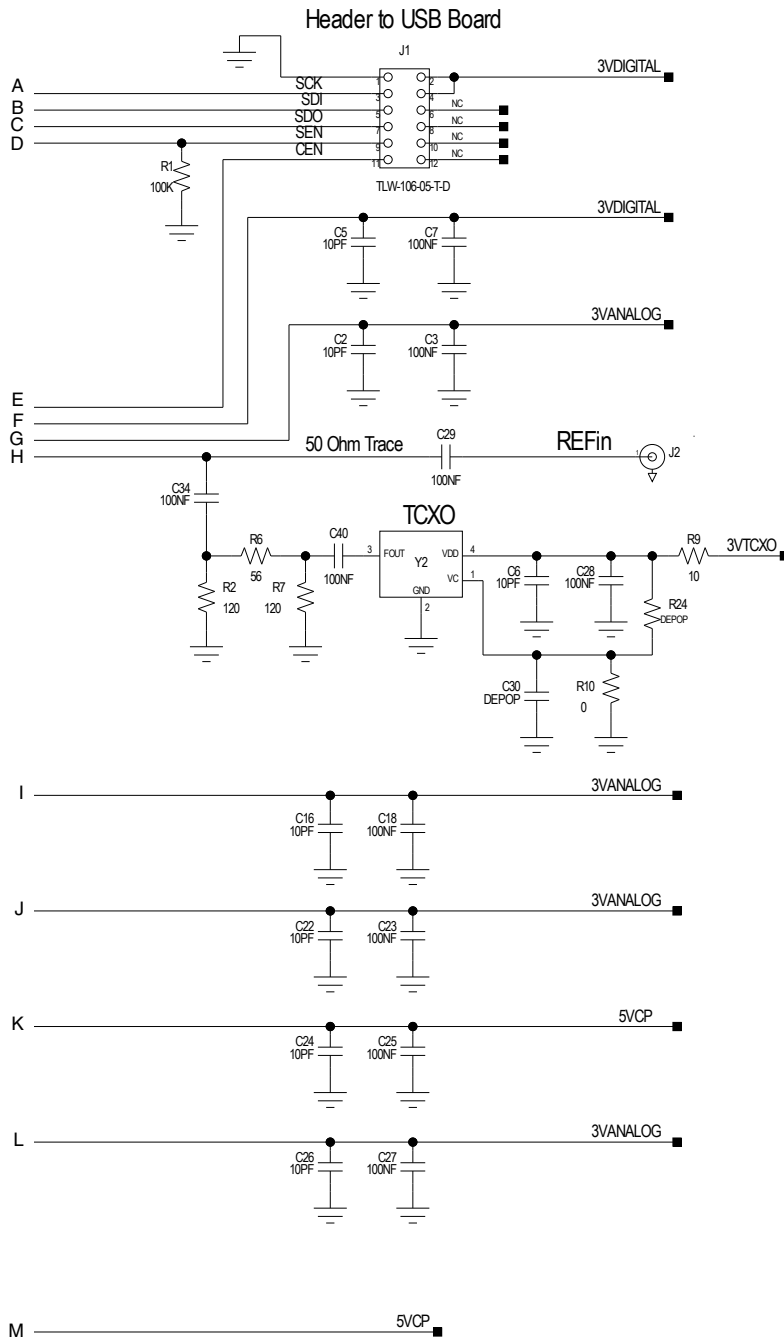 Header to USB Board
J1
3VDIGITAL
1 2
A SCK
3 4
B SDI NC
5 6
C SDO NC
7 8
D SEN NC
9 10
CEN NC
11 12
R1
100K
TLW-106-05-T-D
3VDIGITAL
C5
10PF
C7
100NF
3VANALOG
C2
10PF
C3
100NF
E
F
G
H
50 Ohm Trace
C29
100NF
REFin
1
J2
C34
100NF
TCXO
R6
56
C40
100NF
3 FOUT
Y2
VDD 4
VC 1
GND
2
R9
10
3VTCXO
R2
120
R7
120
C6
10PF
C28
100NF
R24
DEPOP
C30
DEPOP
R10
0
I
3VANALOG
C16
10PF
C18
100NF
J
3VANALOG
C22
10PF
C23
100NF
K
5VCP
C24
10PF
C25
100NF
L
3VANALOG
C26
10PF
C27
100NF
M
5VCP